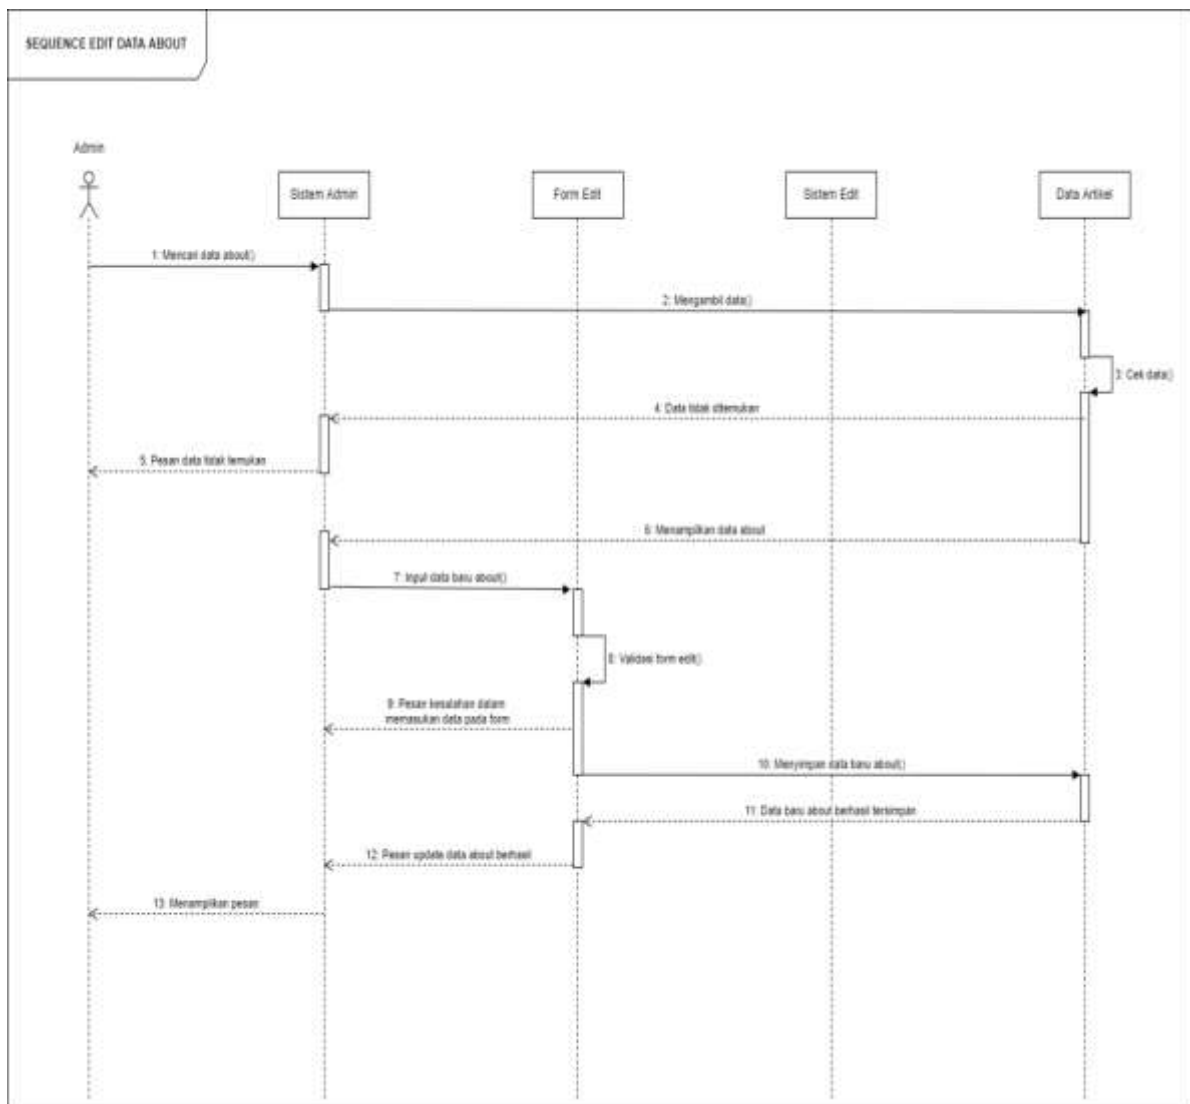 SEQUENCE EDIT DATA ABOUT
Admin
Sistem Admin
Form Edit
Sistem Edit
Data Artikel
1: Mencari data about()
2: Mengambil data()
3: Cek data()
4: Data tidak ditemukan
5: Pesan data tidak temukan
6: Menampilkan data about
7: Input data baru about()
8: Validasi form edit()
9: Pesan kesalahan dalam
memasukan data pada form
10: Menyimpan data baru about()
11: Data baru about berhasil tersimpan
12: Pesan update data about berhasil
13: Menampilkan pesan